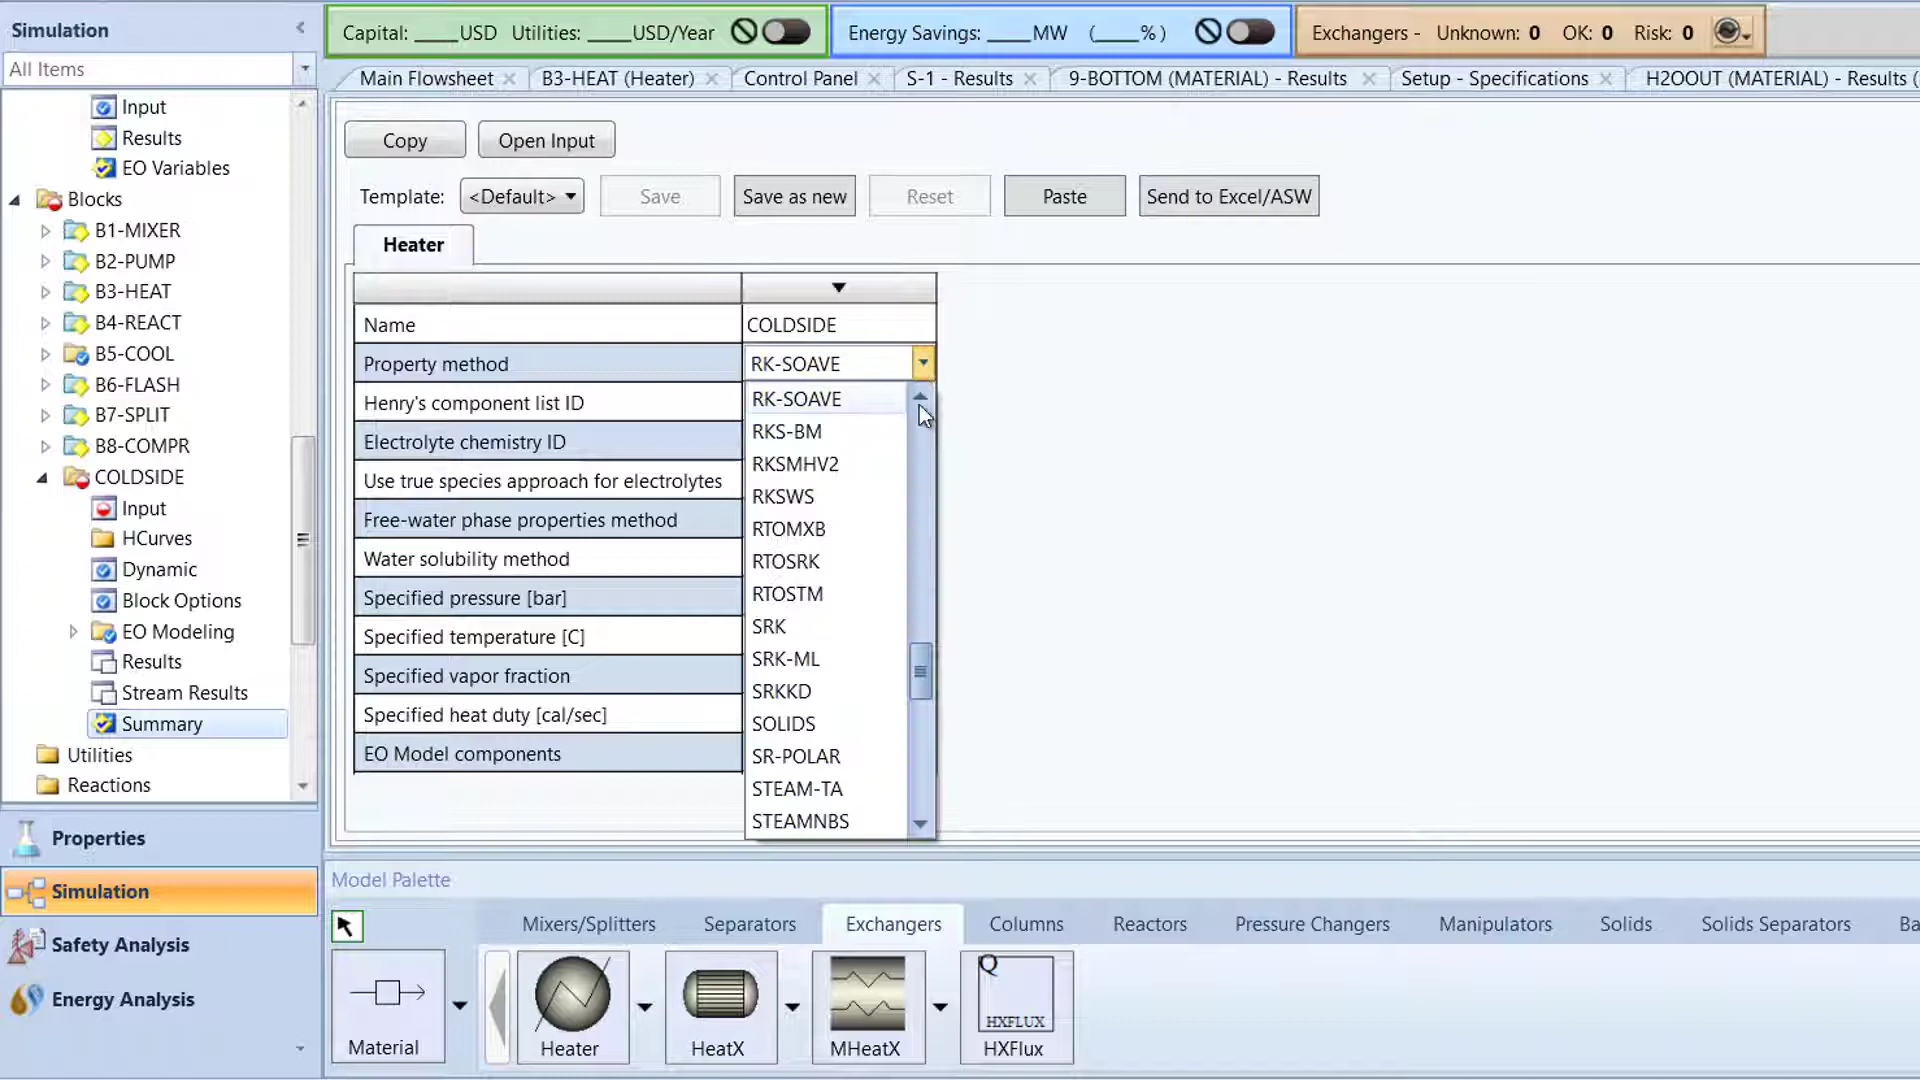 Simulation
All Items
Input
Results
EO Variables
Blocks
B1-MIXER
B2-PUMP
B3-HEAT
B4-REACT
B5-COOL
B6-FLASH
B7-SPLIT
B8-COMPR
COLDSIDE
Input
HCurves
Dynamic
Block Options
EO Modeling
Results
Stream Results
Summary
Utilities
Reactions
Properties
Simulation
Safety Analysis
Energy Analysis
Capital: ____USD Utilities: ____USD/Year
Energy Savings: ____MW (____%)
Exchangers - Unknown: 0 OK: 0 Risk: 0
Main Flowsheet
B3-HEAT (Heater)
Control Panel
S-1 - Results
9-BOTTOM (MATERIAL) - Results
Setup - Specifications
H2OOUT (MATERIAL) - Results (
Copy
Open Input
Template: <Default>
Save
Save as new
Reset
Paste
Send to Excel/ASW
Heater
Name COLDSIDE
Property method RK-SOAVE
Henry's component list ID
Electrolyte chemistry ID
Use true species approach for electrolytes
Free-water phase properties method
Water solubility method
Specified pressure [bar]
Specified temperature [C]
Specified vapor fraction
Specified heat duty [cal/sec]
EO Model components
RK-SOAVE
RKS-BM
RKSMHV2
RKSWS
RTOMXB
RTOSRK
RTOSTM
SRK
SRK-ML
SRKKD
SOLIDS
SR-POLAR
STEAM-TA
STEAMNBS
Model Palette
Mixers/Splitters
Separators
Exchangers
Columns
Reactors
Pressure Changers
Manipulators
Solids
Solids Separators
Ba
Material
Heater
HeatX
MHeatX
Q
HXFLUX
HXFlux